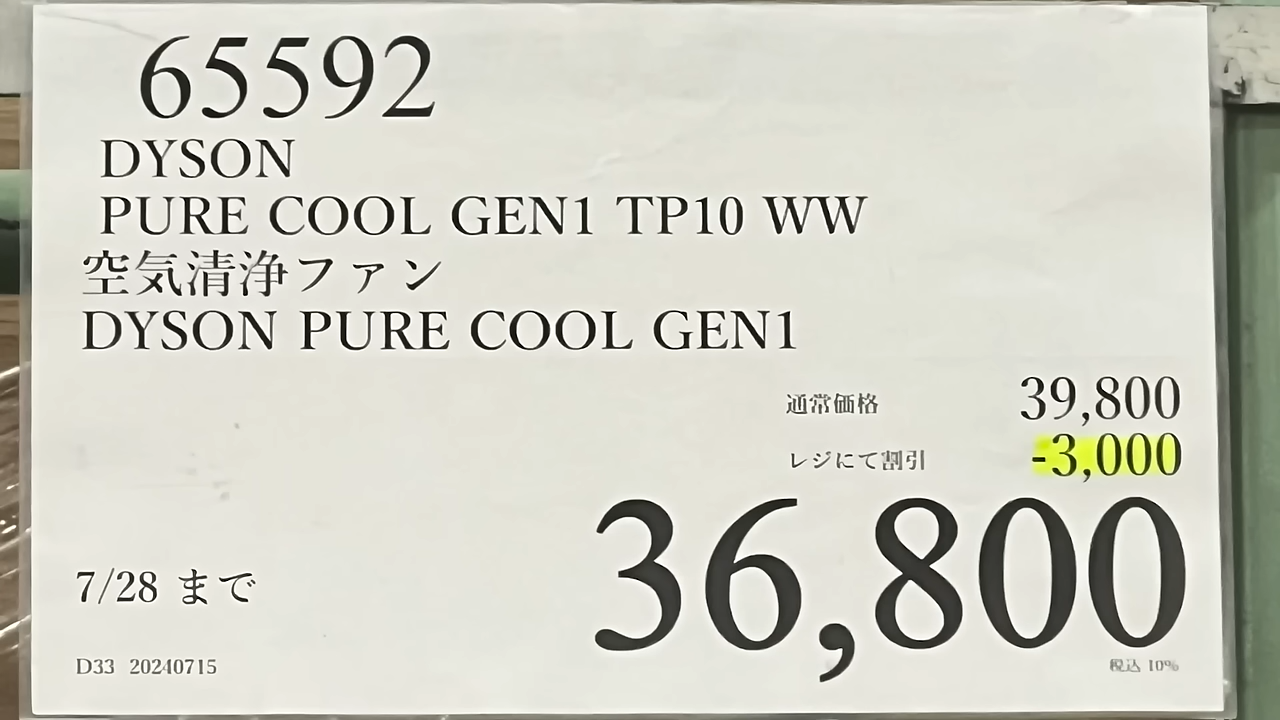 65592
DYSON
PURE COOL GEN1 TP10 WW
空気清浄ファン
DYSON PURE COOL GEN1
通常価格 39,800
レジにて割引 -3,000
36,800
7/28 まで
D33 20240715
税込 10%